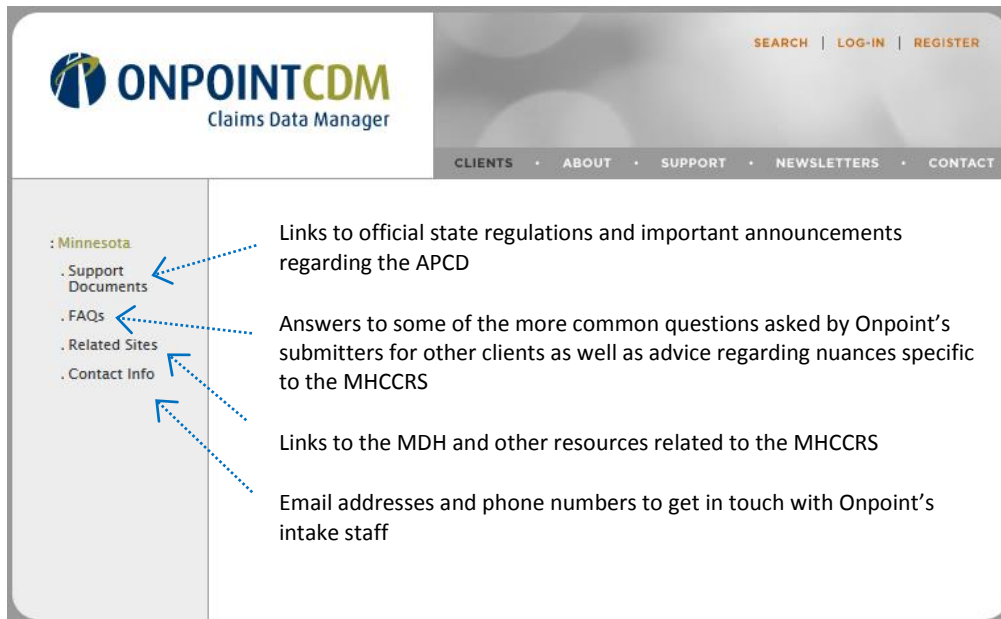 SEARCH | LOG-IN | REGISTER
ONPOINTCDM
Claims Data Manager
CLIENTS · ABOUT · SUPPORT · NEWSLETTERS · CONTACT
: Minnesota
. Support
Documents
. FAQs
. Related Sites
. Contact Info
Links to official state regulations and important announcements
regarding the APCD
Answers to some of the more common questions asked by Onpoint’s
submitters for other clients as well as advice regarding nuances specific
to the MHCCRS
Links to the MDH and other resources related to the MHCCRS
Email addresses and phone numbers to get in touch with Onpoint’s
intake staff